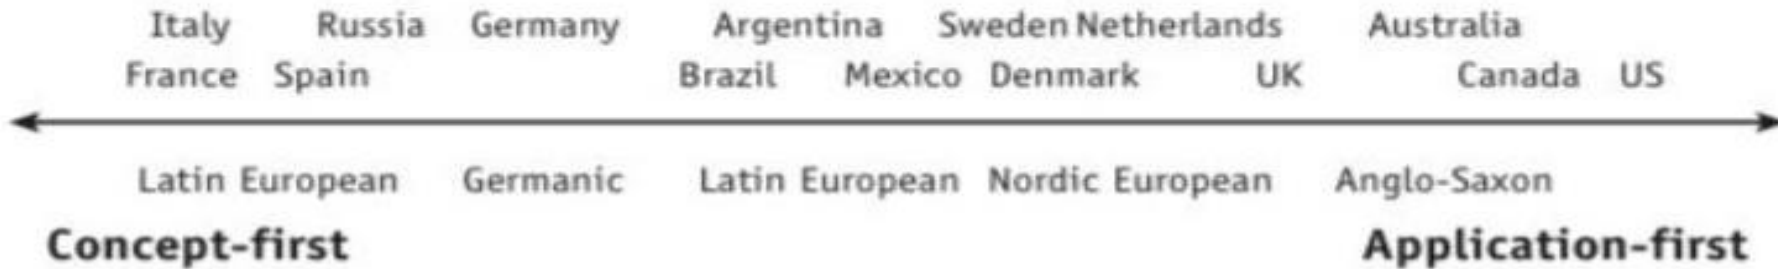 Italy Russia Germany Argentina Sweden Netherlands Australia
France Spain Brazil Mexico Denmark UK Canada US
Latin European Germanic Latin European Nordic European Anglo-Saxon
Concept-first Application-first